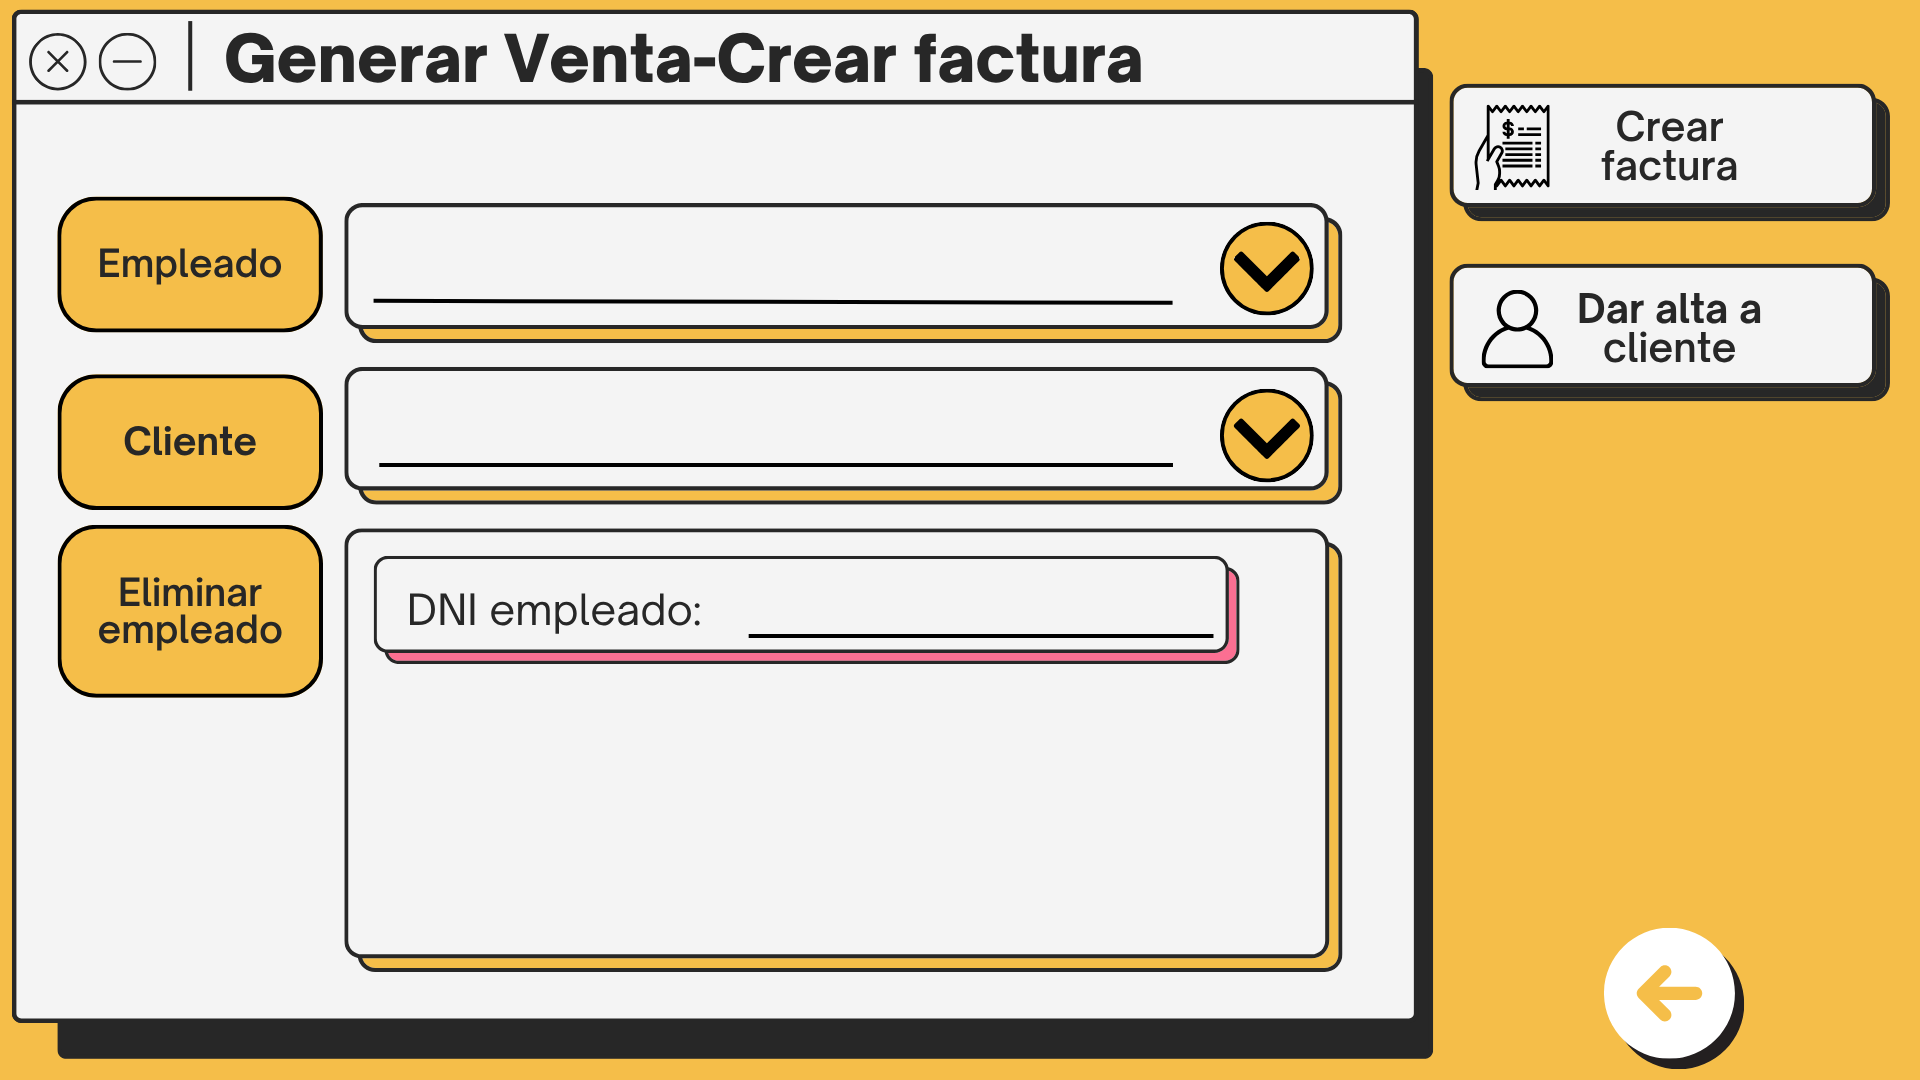 Generar Venta-Crear factura
Empleado
Cliente
Eliminar
empleado
DNI empleado:
$
Crear
factura
Dar alta a
cliente